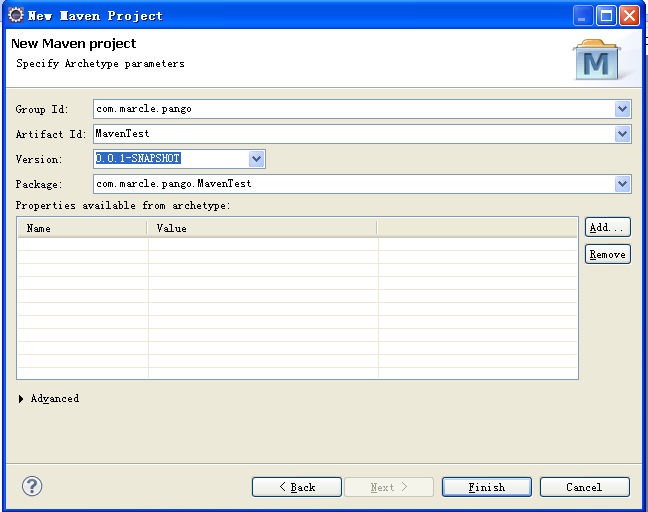 New Maven Project
New Maven project
Specify Archetype parameters
M
Group Id: com.marcle.pango
Artifact Id: MavenTest
Version: 0.0.1-SNAPSHOT
Package: com.marcle.pango.MavenTest
Properties available from archetype:
Name Value
Add...
Remove
Advanced
? < Back Next > Finish Cancel